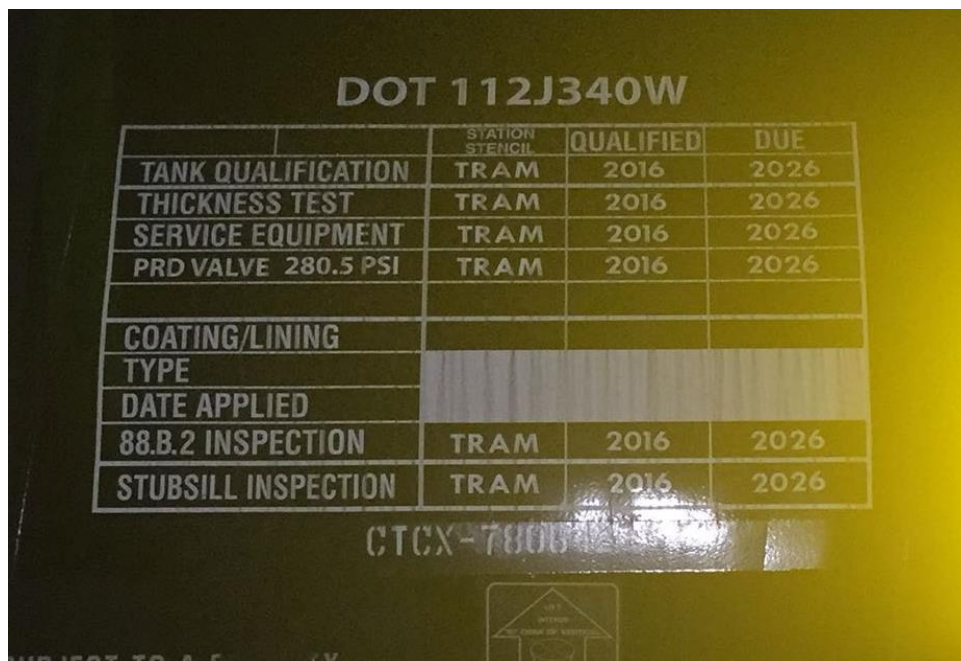 DOT 112J340W
STATION STENCIL QUALIFIED DUE
TANK QUALIFICATION TRAM 2016 2026
THICKNESS TEST TRAM 2016 2026
SERVICE EQUIPMENT TRAM 2016 2026
PRD VALVE 280.5 PSI TRAM 2016 2026
COATING/LINING
TYPE
DATE APPLIED
88.B.2 INSPECTION TRAM 2016 2026
STUBSILL INSPECTION TRAM 2016 2026
LIFT
TO A